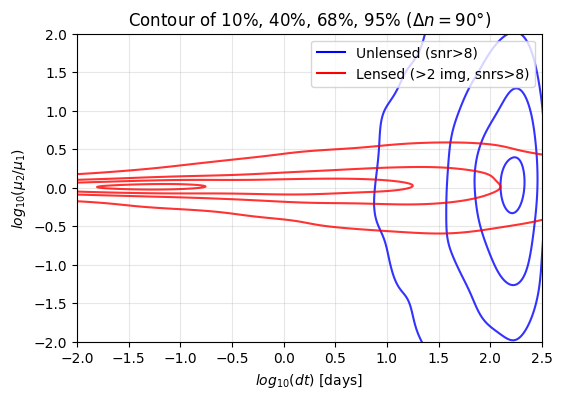 Contour of 10%, 40%, 68%, 95% (Δn = 90°)
Unlensed (snr>8)
Lensed (>2 img, snrs>8)
log₁₀(μ₂/μ₁)
2.0
1.5
1.0
0.5
0.0
−0.5
−1.0
−1.5
−2.0
−2.0 −1.5 −1.0 −0.5 0.0 0.5 1.0 1.5 2.0 2.5
log₁₀(dt) [days]